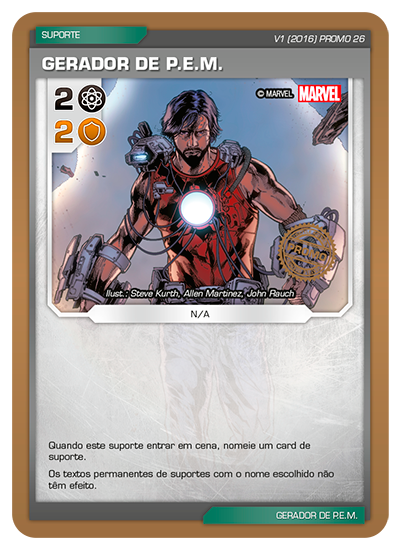 SUPORTE
V1 (2016) PROMO 26
GERADOR DE P.E.M.
2
2
© MARVEL MARVEL
PROMO
Ilust.: Steve Kurth, Allen Martinez, John Rauch
N/A
Quando este suporte entrar em cena, nomeie um card de
suporte.
Os textos permanentes de suportes com o nome escolhido não
têm efeito.
GERADOR DE P.E.M.